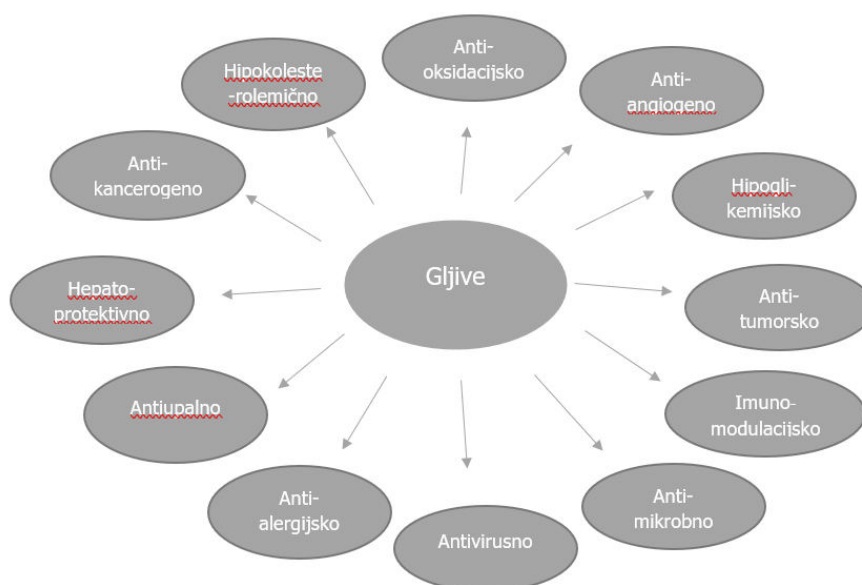 Anti-
oksidacijsko
Hipokoleste
-rolemično
Anti-
angiogeno
Anti-
kancerogeno
Hipogli-
kemijsko
Gljive
Hepato-
protektivno
Anti-
tumorsko
Antiupalno
Imuno-
modulacijsko
Anti-
alergijsko
Anti-
mikrobno
Antivirusno